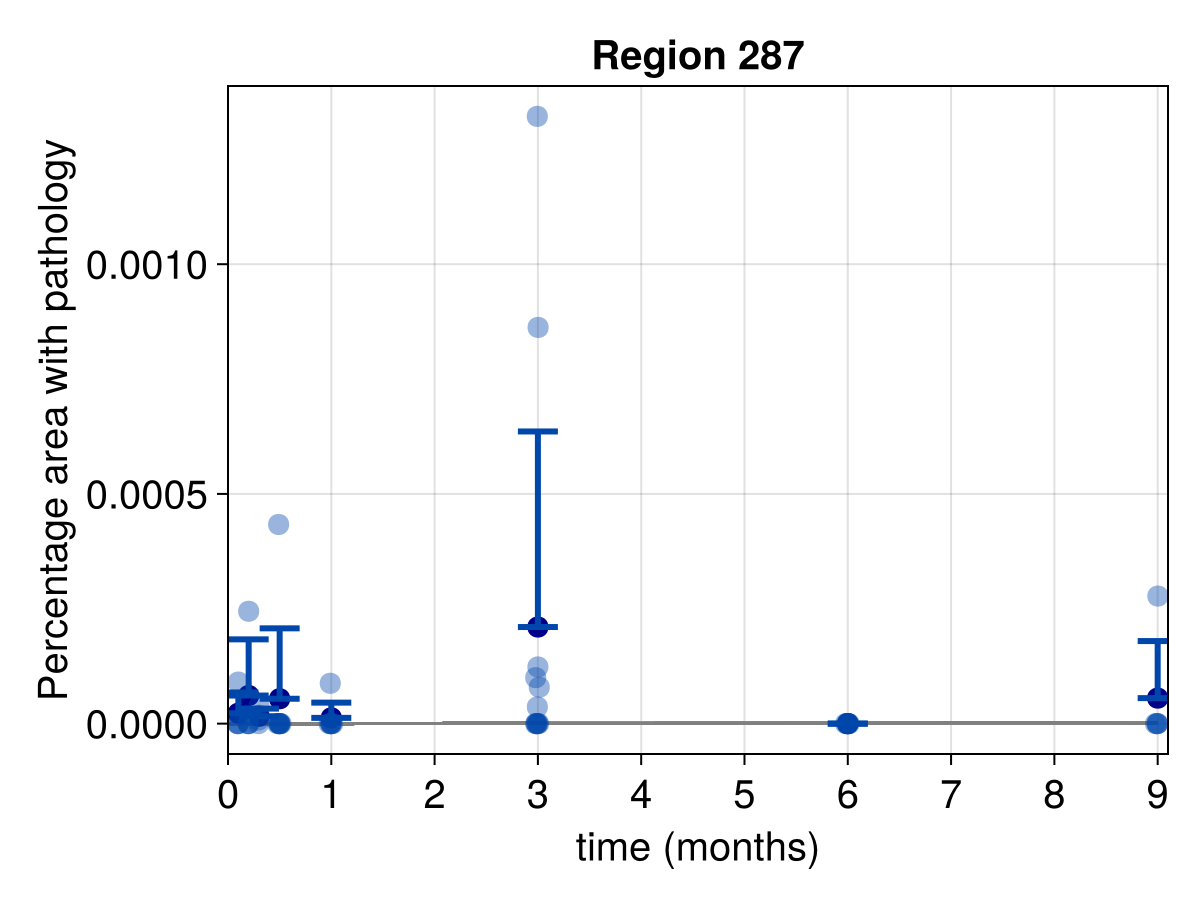 Region 287
Percentage area with pathology
0.0010
0.0005
0.0000
0 1 2 3 4 5 6 7 8 9
time (months)